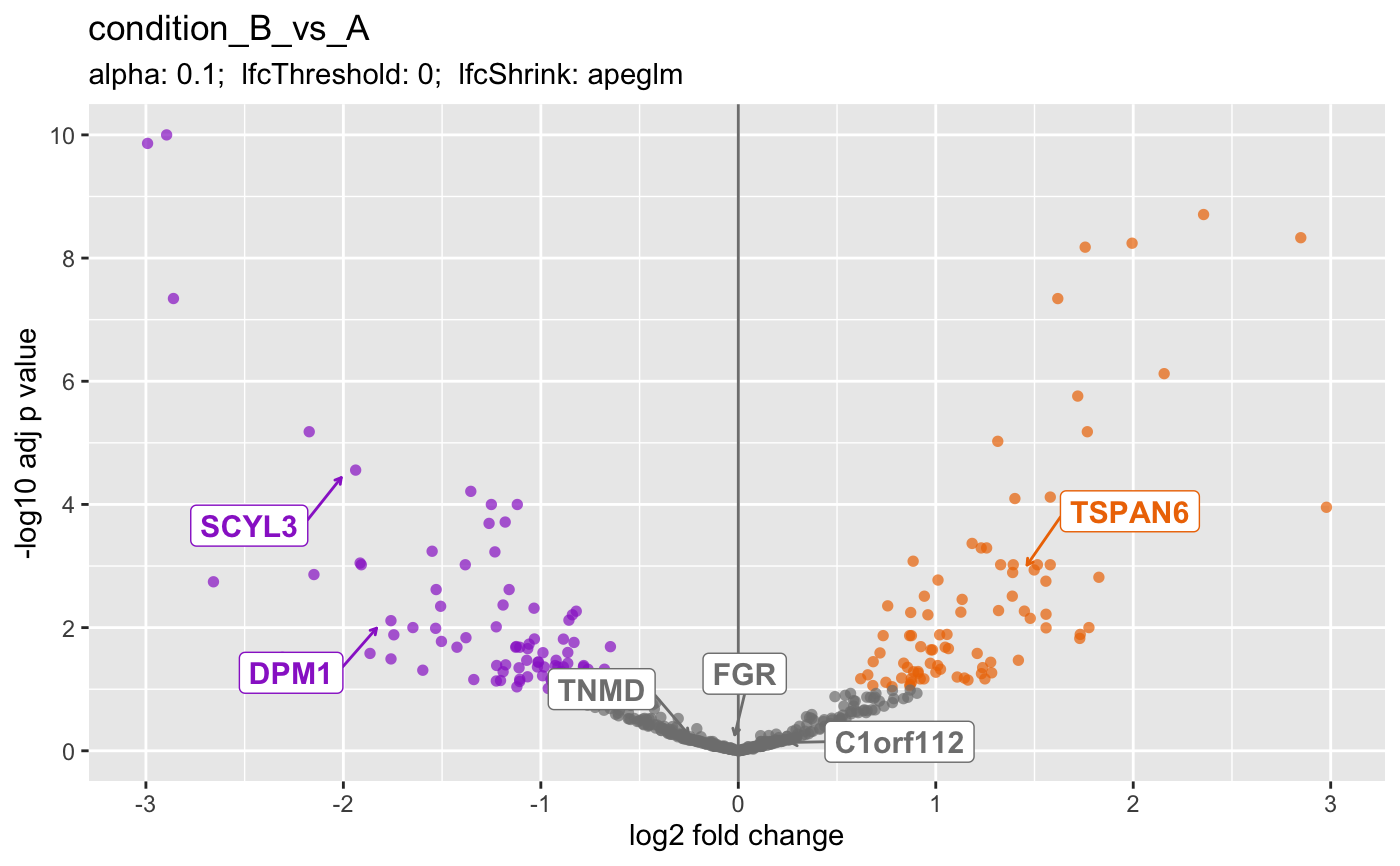 condition_B_vs_A
alpha: 0.1;  lfcThreshold: 0;  lfcShrink: apeglm
-log10 adj p value
10
8
6
4
2
0
SCYL3
TSPAN6
DPM1
TNMD
FGR
C1orf112
-3
-2
-1
0
1
2
3
log2 fold change